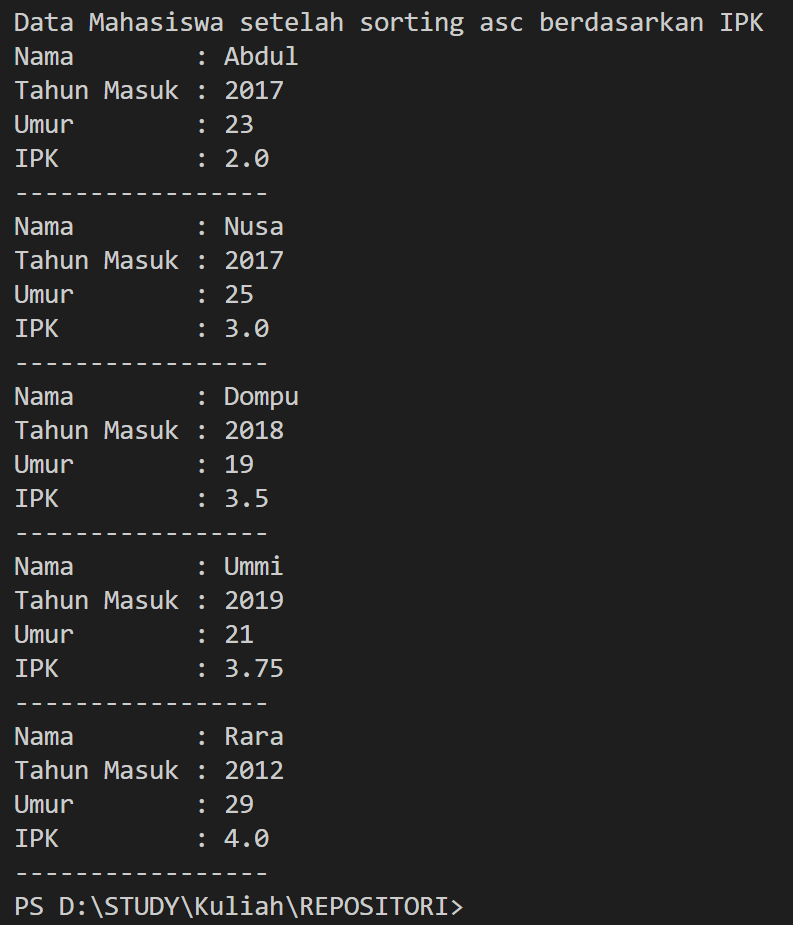 Data Mahasiswa setelah sorting asc berdasarkan IPK
Nama        : Abdul
Tahun Masuk : 2017
Umur        : 23
IPK         : 2.0
-----------------
Nama        : Nusa
Tahun Masuk : 2017
Umur        : 25
IPK         : 3.0
-----------------
Nama        : Dompu
Tahun Masuk : 2018
Umur        : 19
IPK         : 3.5
-----------------
Nama        : Ummi
Tahun Masuk : 2019
Umur        : 21
IPK         : 3.75
-----------------
Nama        : Rara
Tahun Masuk : 2012
Umur        : 29
IPK         : 4.0
-----------------
PS D:\STUDY\Kuliah\REPOSITORI>